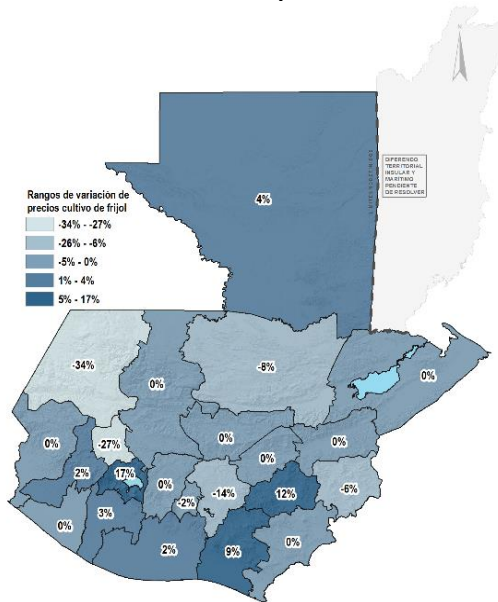 N
DIFERENDO
TERRITORIAL
INSULAR Y
MARITIMO
PENDIENTE
DE RESOLVER
4%
Rangos de variación de
precios cultivo de frijol
-34% - -27%
-26% - -6%
-5% - 0%
1% - 4%
5% - 17%
-34%
0%
-8%
0%
0%
-27%
0%
0%
0%
2%
17%
0%
-2%
-14%
12%
-6%
0%
3%
2%
9%
0%